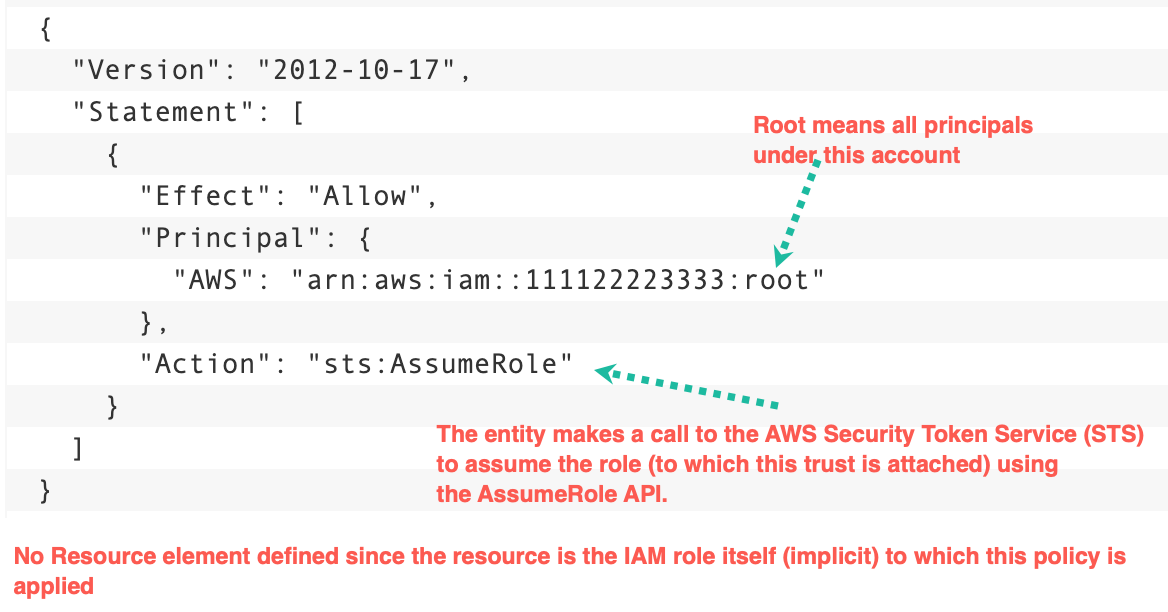 {
"Version": "2012-10-17",
"Statement": [
Root means all principals
under this account
{
"Effect": "Allow",
"Principal": {
"AWS": "arn:aws:iam::111122223333:root"
},
"Action": "sts:AssumeRole"
}
The entity makes a call to the AWS Security Token Service (STS)
to assume the role (to which this trust is attached) using
the AssumeRole API.
]
}
No Resource element defined since the resource is the IAM role itself (implicit) to which this policy is
applied